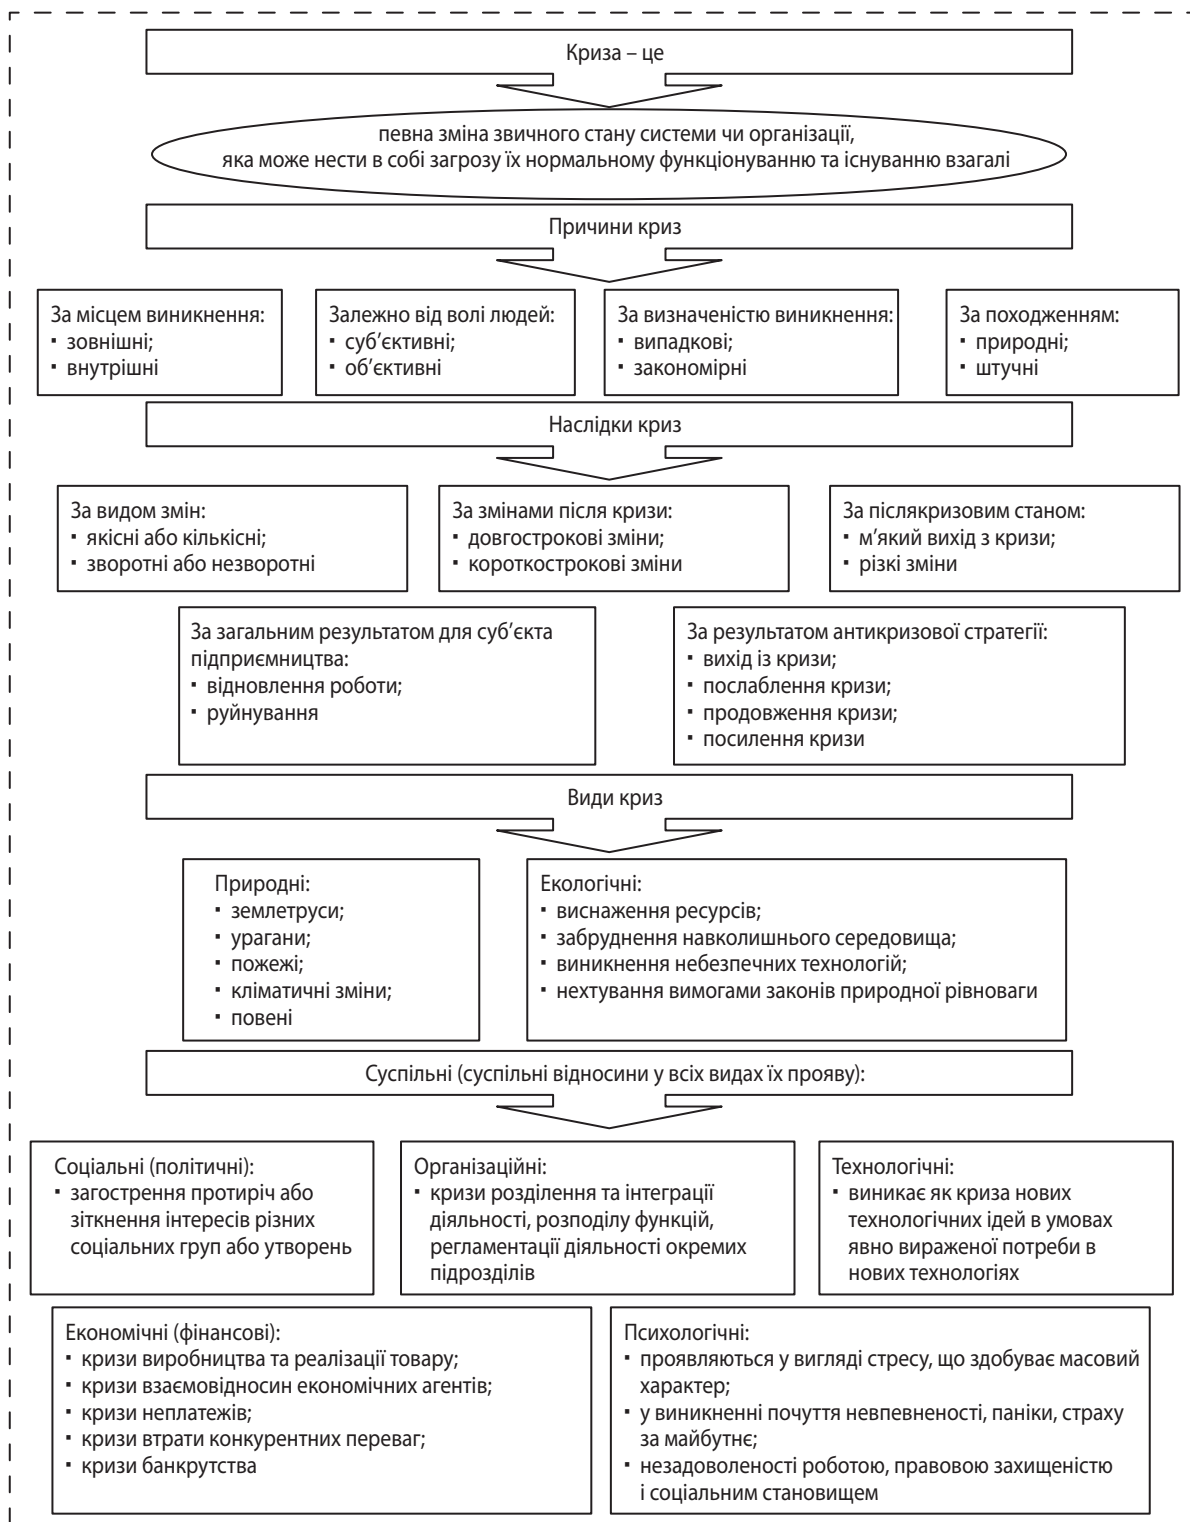 Криза – це
певна зміна звичного стану системи чи організації,
яка може нести в собі загрозу їх нормальному функціонуванню та існуванню взагалі
Причини криз
За місцем виникнення:
▪ зовнішні;
▪ внутрішні
Залежно від волі людей:
▪ суб’єктивні;
▪ об’єктивні
За визначеністю виникнення:
▪ випадкові;
▪ закономірні
За походженням:
▪ природні;
▪ штучні
Наслідки криз
За видом змін:
▪ якісні або кількісні;
▪ зворотні або незворотні
За змінами після кризи:
▪ довгострокові зміни;
▪ короткострокові зміни
За післякризовим станом:
▪ м’який вихід з кризи;
▪ різкі зміни
За загальним результатом для суб’єкта
підприємництва:
▪ відновлення роботи;
▪ руйнування
За результатом антикризової стратегії:
▪ вихід із кризи;
▪ послаблення кризи;
▪ продовження кризи;
▪ посилення кризи
Види криз
Природні:
▪ землетруси;
▪ урагани;
▪ пожежі;
▪ кліматичні зміни;
▪ повені
Екологічні:
▪ виснаження ресурсів;
▪ забруднення навколишнього середовища;
▪ виникнення небезпечних технологій;
▪ нехтування вимогами законів природної рівноваги
Суспільні (суспільні відносини у всіх видах їх прояву):
Соціальні (політичні):
▪ загострення протиріч або
зіткнення інтересів різних
соціальних груп або утворень
Організаційні:
▪ кризи розділення та інтеграції
діяльності, розподілу функцій,
регламентації діяльності окремих
підрозділів
Технологічні:
▪ виникає як криза нових
технологічних ідей в умовах
явно вираженої потреби в
нових технологіях
Економічні (фінансові):
▪ кризи виробництва та реалізації товару;
▪ кризи взаємовідносин економічних агентів;
▪ кризи неплатежів;
▪ кризи втрати конкурентних переваг;
▪ кризи банкрутства
Психологічні:
▪ проявляються у вигляді стресу, що здобуває масовий
характер;
▪ у виникненні почуття невпевненості, паніки, страху
за майбутнє;
▪ незадоволеності роботою, правовою захищеністю
і соціальним становищем